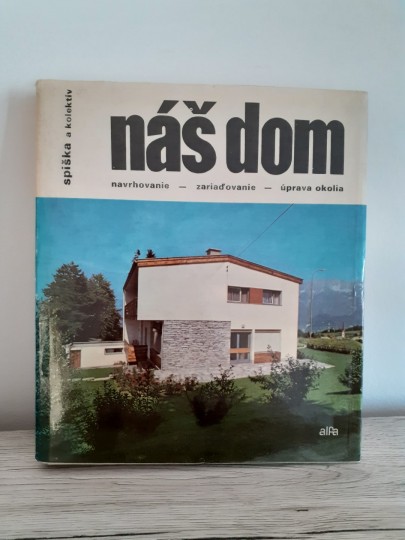 spiška a kolektív
náš dom
navrhovanie — zariaďovanie — úprava okolia
alfa